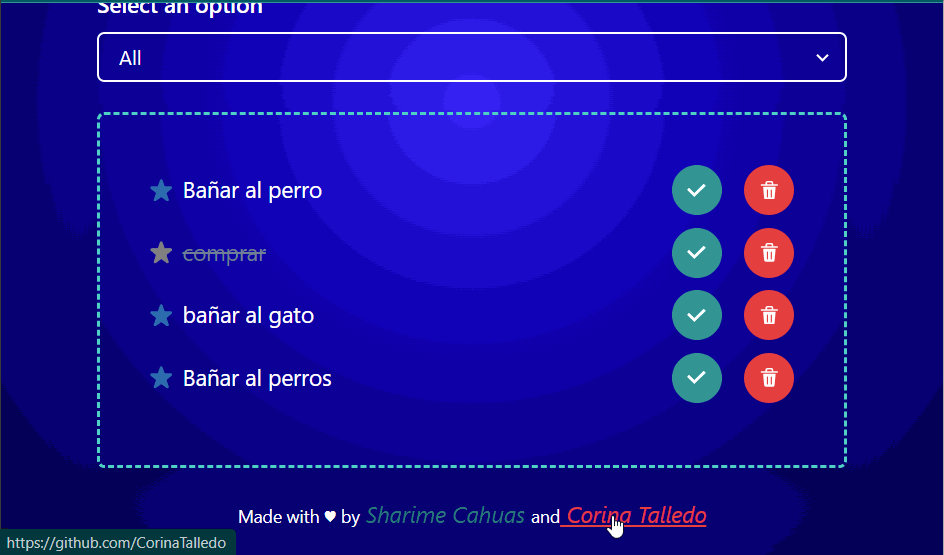 Select an option
All
Bañar al perro
comprar
bañar al gato
Bañar al perros
Made with ♥ by Sharime Cahuas and Corina Talledo
https://github.com/CorinaTalledo